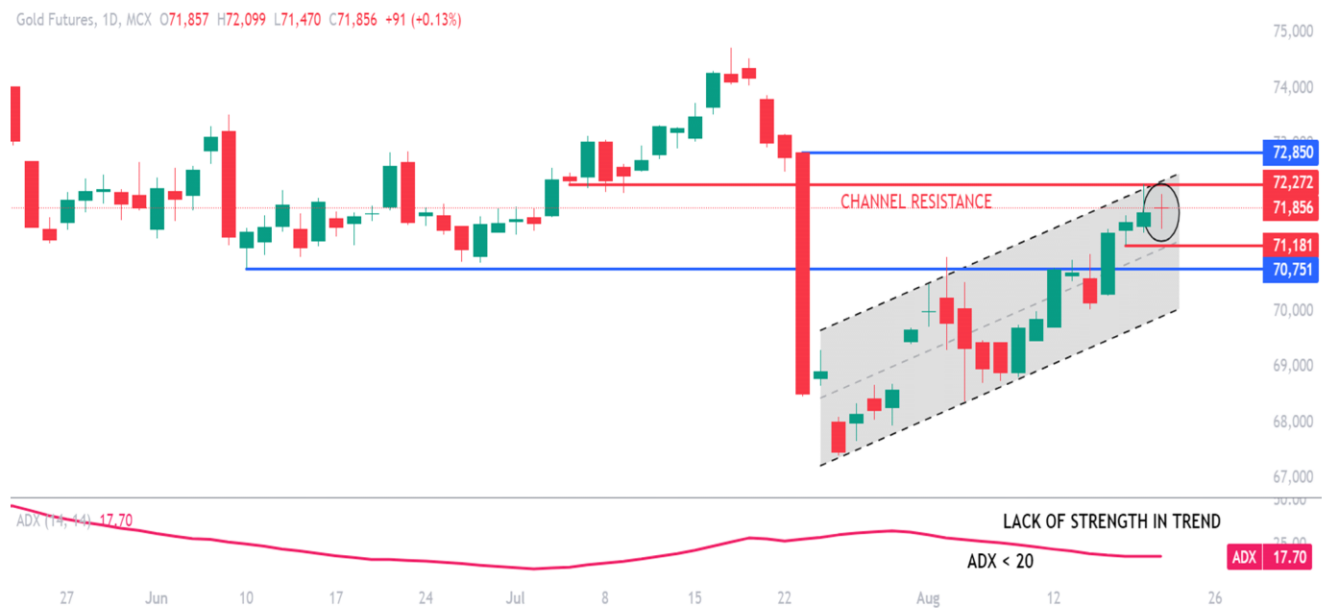 Gold Futures, 1D, MCX O71,857 H72,099 L71,470 C71,856 +91 (+0.13%)
75,000
74,000
72,850
72,272
CHANNEL RESISTANCE
71,856
71,181
70,751
70,000
69,000
68,000
67,000
ADX (14, 14) 17.70
LACK OF STRENGTH IN TREND
ADX < 20
ADX 17.70
27 Jun 10 17 24 Jul 8 15 22 Aug 12 26